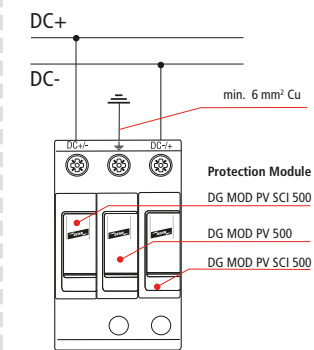 DC+
DC-
min. 6 mm² Cu
DC+/- DC-/+
Protection Module
DG MOD PV SCI 500
DG MOD PV 500
DG MOD PV SCI 500